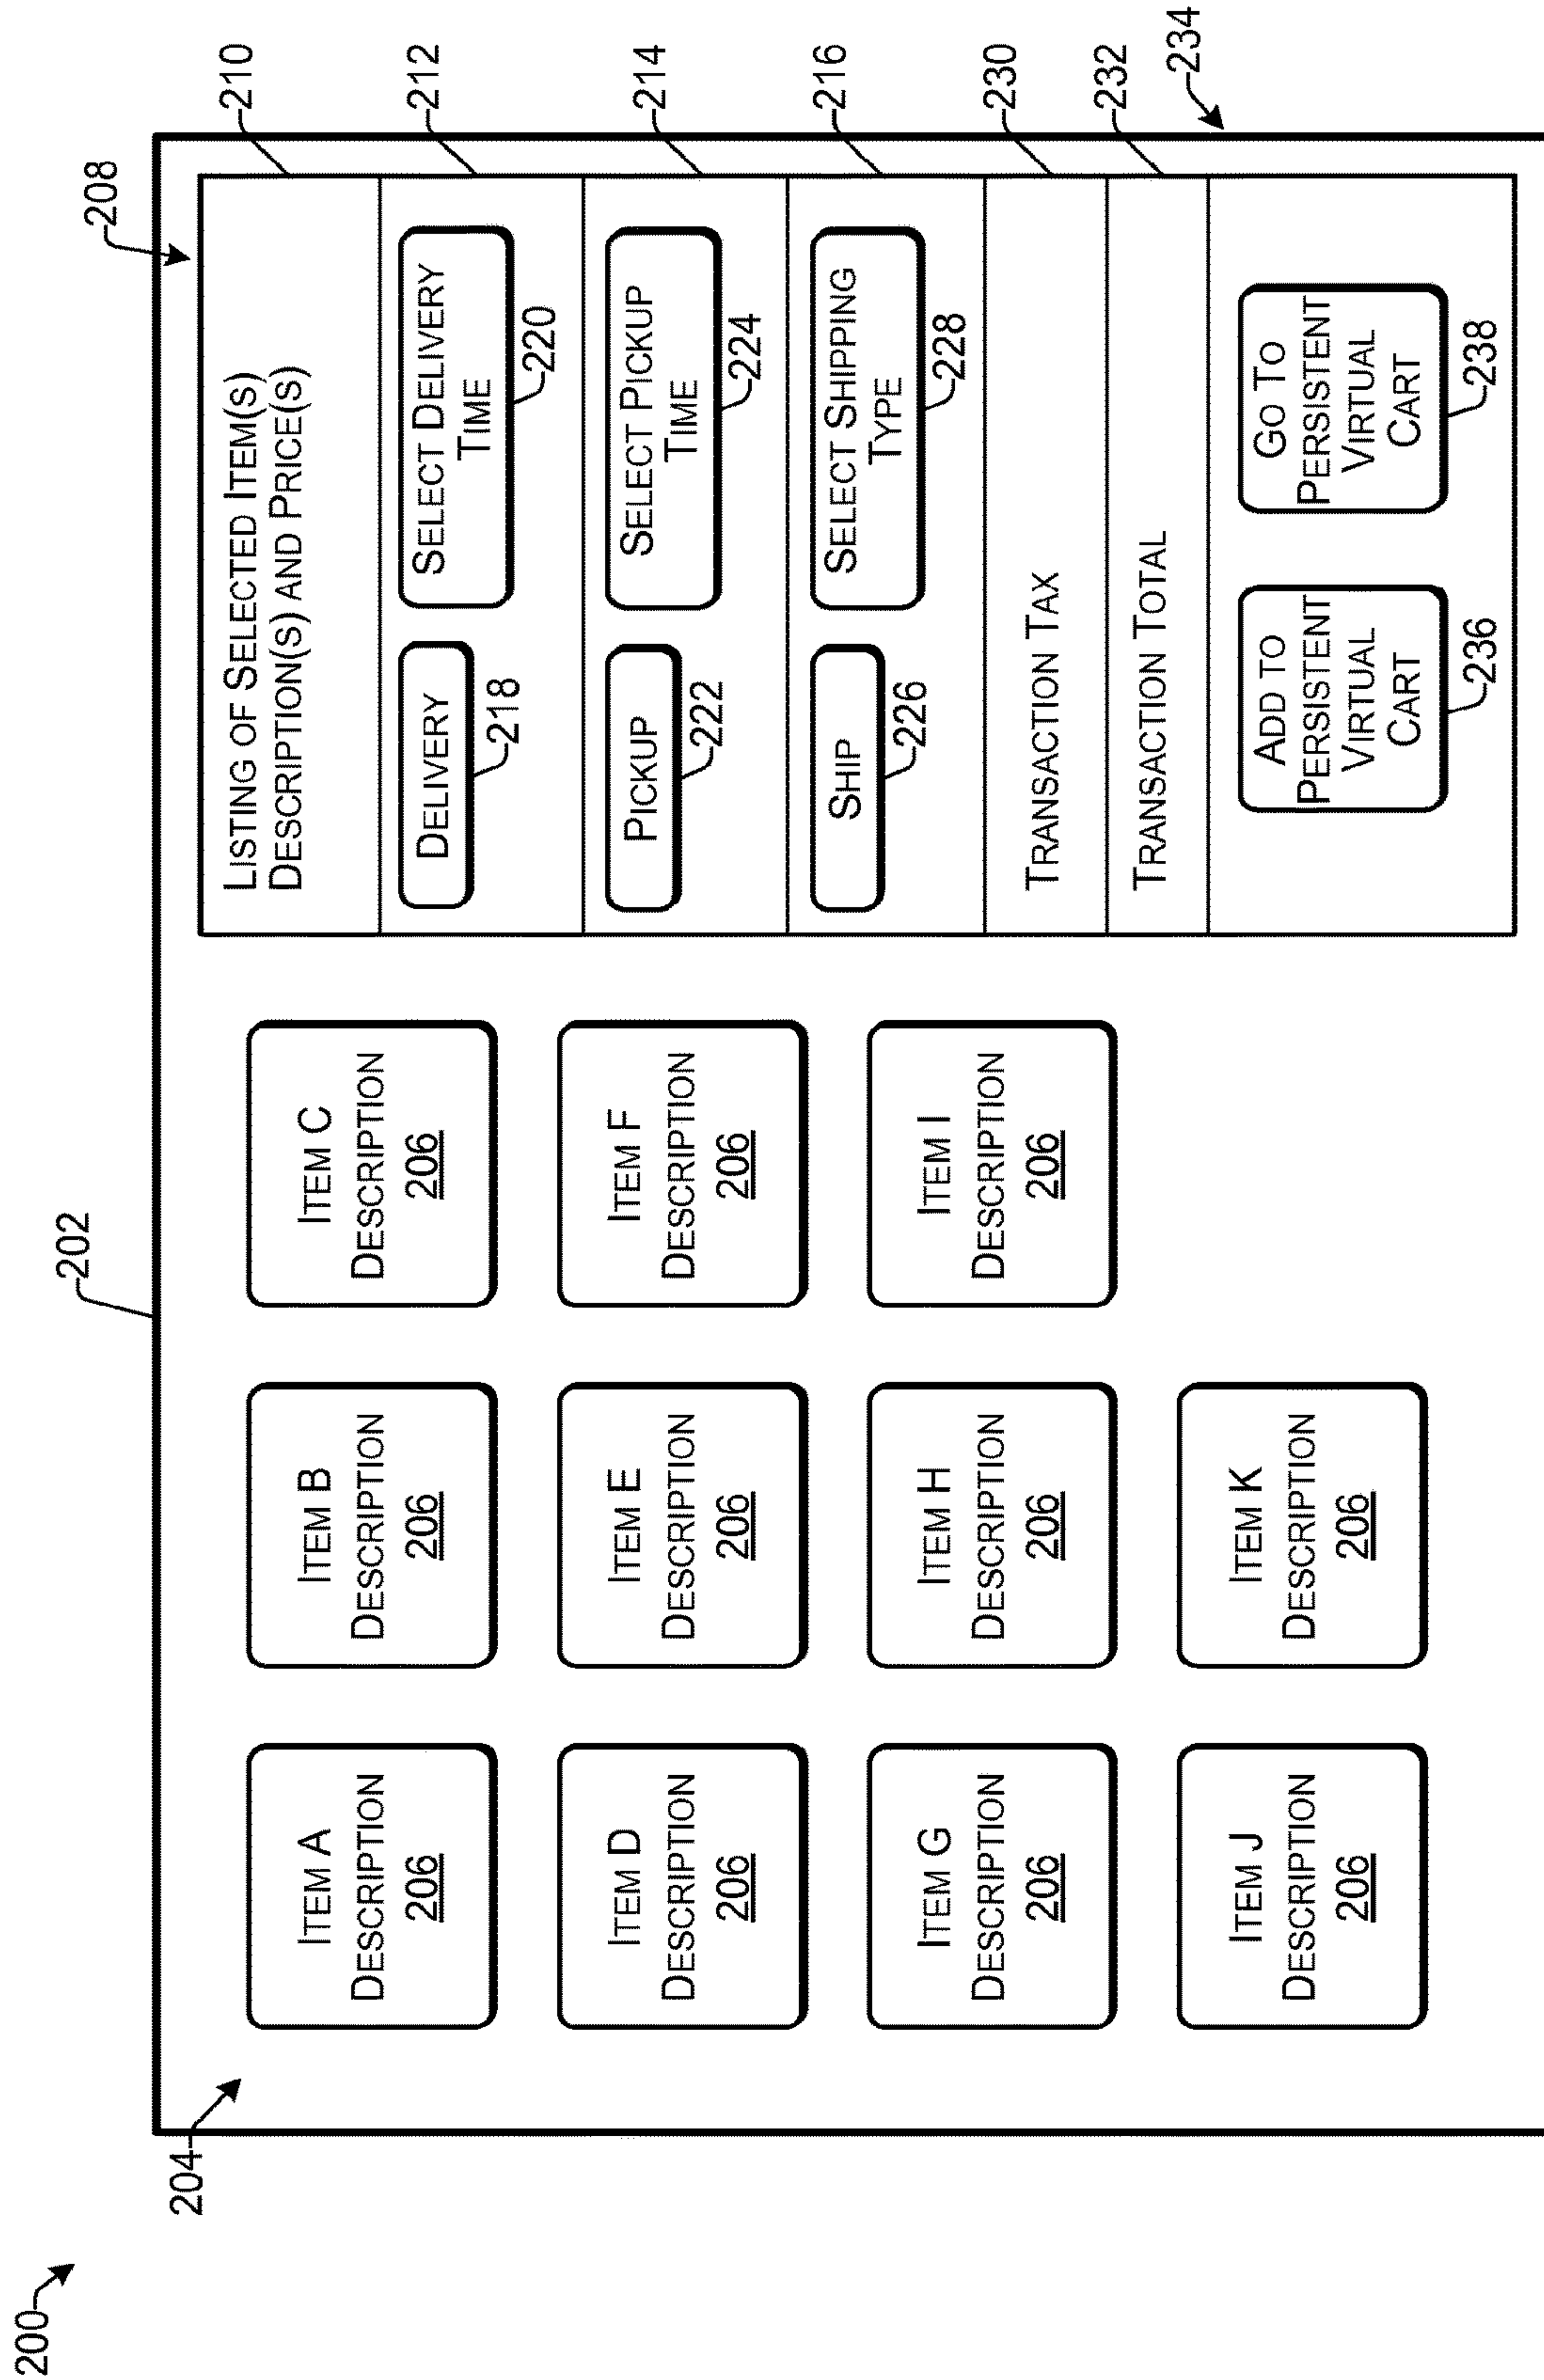 200
202
204
208
ITEM A
DESCRIPTION
206
ITEM B
DESCRIPTION
206
ITEM C
DESCRIPTION
206
ITEM D
DESCRIPTION
206
ITEM E
DESCRIPTION
206
ITEM F
DESCRIPTION
206
ITEM G
DESCRIPTION
206
ITEM H
DESCRIPTION
206
ITEM I
DESCRIPTION
206
ITEM J
DESCRIPTION
206
ITEM K
DESCRIPTION
206
LISTING OF SELECTED ITEM(S)
DESCRIPTION(S) AND PRICE(S)
210
DELIVERY
218
SELECT DELIVERY
TIME
220
212
PICKUP
222
SELECT PICKUP
TIME
224
214
SHIP
226
SELECT SHIPPING
TYPE
228
216
TRANSACTION TAX
230
TRANSACTION TOTAL
232
234
ADD TO
PERSISTENT
VIRTUAL
CART
236
GO TO
PERSISTENT
VIRTUAL
CART
238